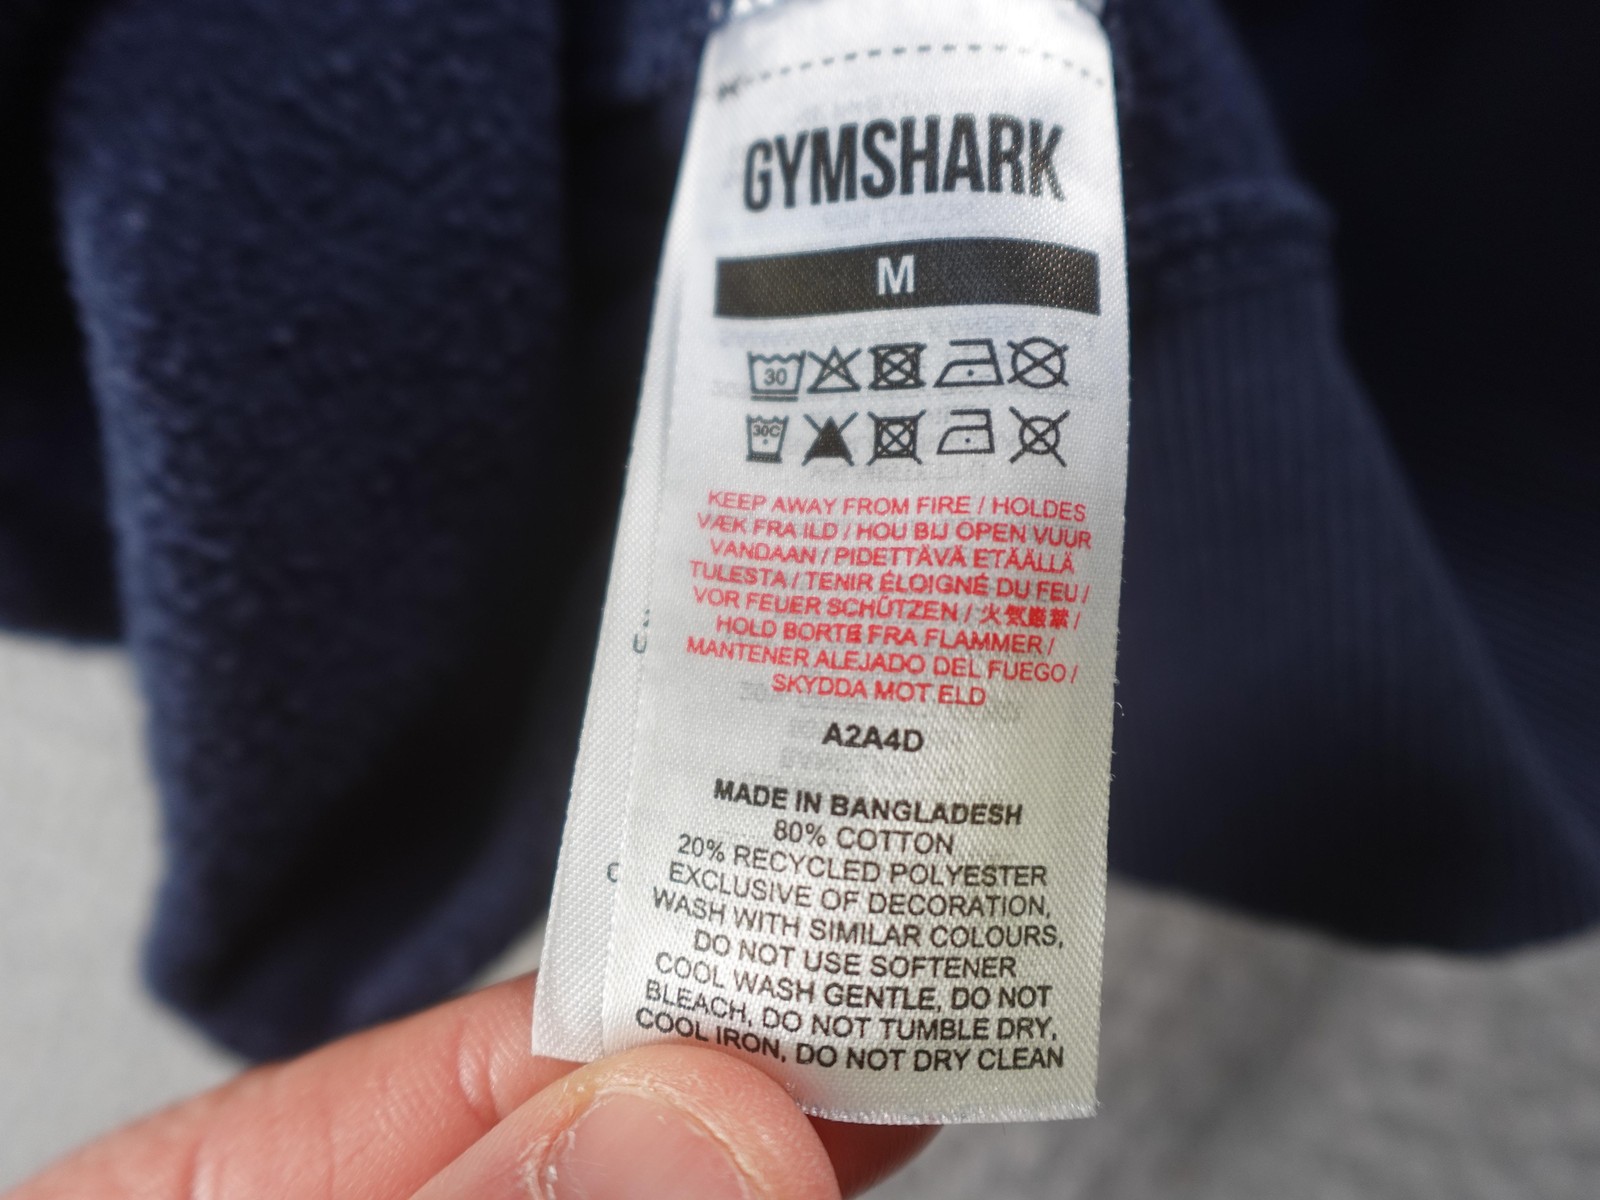 GYMSHARK
M
30
30C
KEEP AWAY FROM FIRE / HOLDES
VÆK FRA ILD / HOU BIJ OPEN VUUR
VANDAAN / PIDETTÄVÄ ETÄÄLLÄ
TULESTA / TENIR ÉLOIGNÉ DU FEU /
VOR FEUER SCHÜTZEN / 火気厳禁 /
HOLD BORTE FRA FLAMMER /
MANTENER ALEJADO DEL FUEGO /
SKYDDA MOT ELD
A2A4D
MADE IN BANGLADESH
80% COTTON
20% RECYCLED POLYESTER
EXCLUSIVE OF DECORATION,
WASH WITH SIMILAR COLOURS,
DO NOT USE SOFTENER
COOL WASH GENTLE, DO NOT
BLEACH, DO NOT TUMBLE DRY,
COOL IRON, DO NOT DRY CLEAN